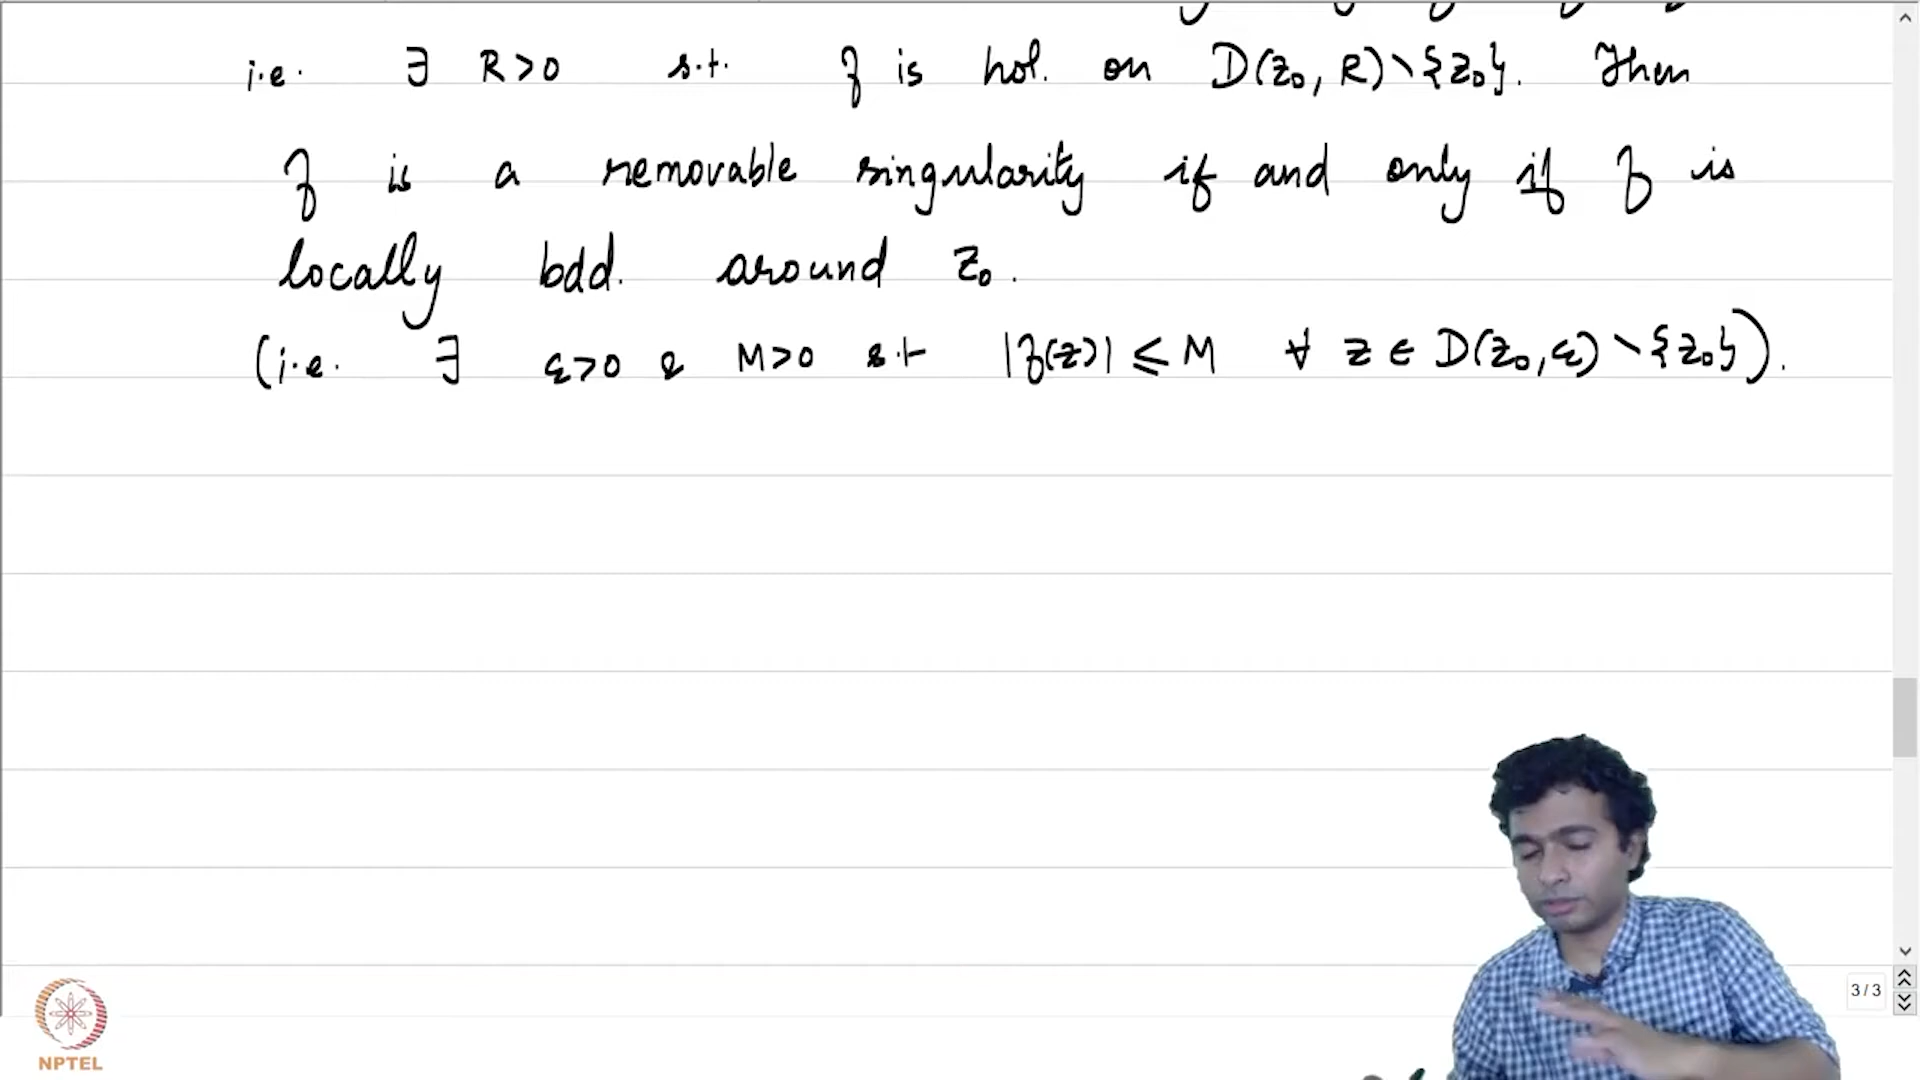 i.e. ∃ R>0 s.t. f is hol. on D(z₀, R)∖{z₀}. Then
f is a removable singularity if and only if f is
locally bdd. around z₀.
(i.e. ∃ ε>0 & M>0 s.t |f(z)| ⩽ M ∀ z ∈ D(z₀,ε)∖{z₀}).
3 / 3
NPTEL